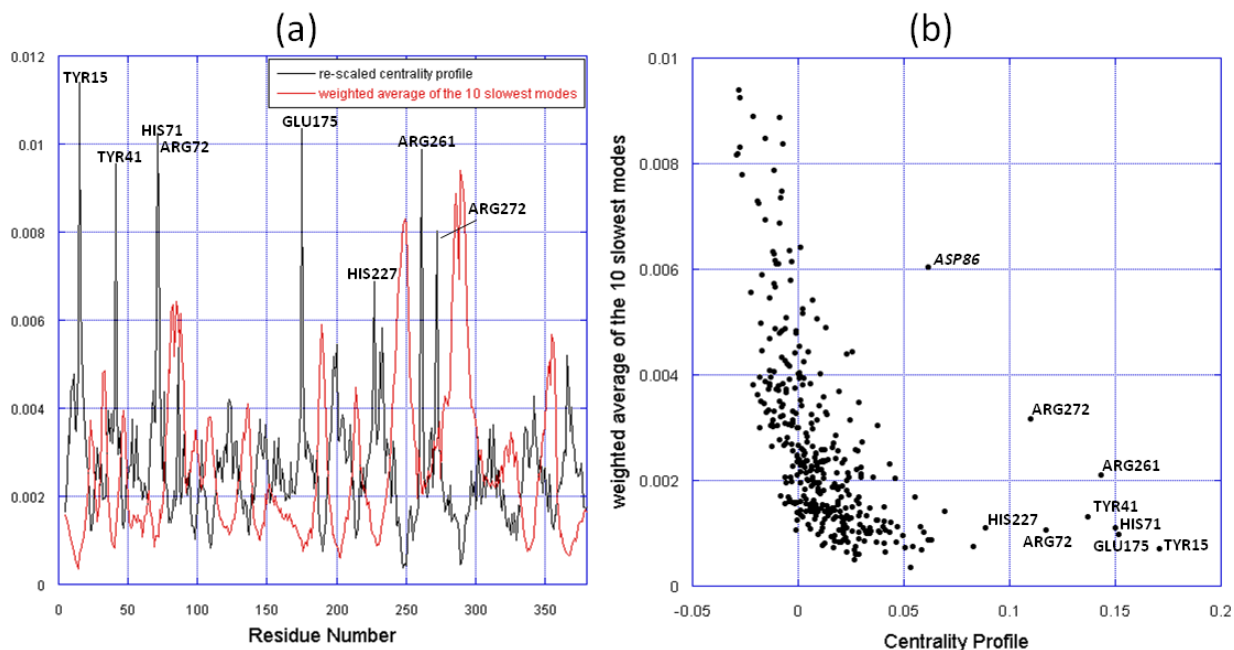 (a)
0.012
0.01
0.008
0.006
0.004
0.002
0
re-scaled centrality profile
weighted average of the 10 slowest modes
TYR15
TYR41
HIS71
ARG72
GLU175
HIS227
ARG261
ARG272
0 50 100 150 200 250 300 350
Residue Number
(b)
weighted average of the 10 slowest modes
0.01
0.008
0.006
0.004
0.002
0
ASP86
ARG272
ARG261
TYR41
HIS227
HIS71
ARG72
GLU175
TYR15
-0.05 0 0.05 0.1 0.15 0.2
Centrality Profile